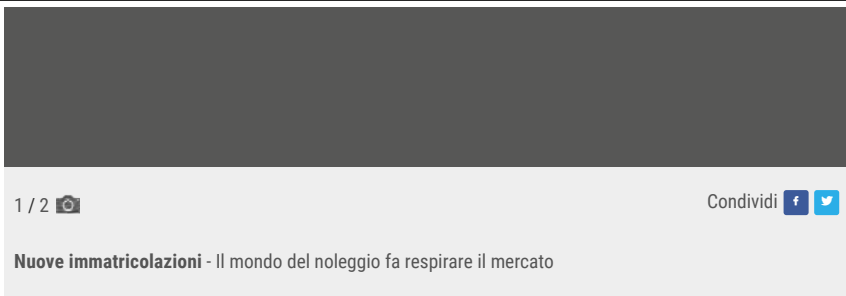 1 / 2
Condividi
Nuove immatricolazioni - Il mondo del noleggio fa respirare il mercato